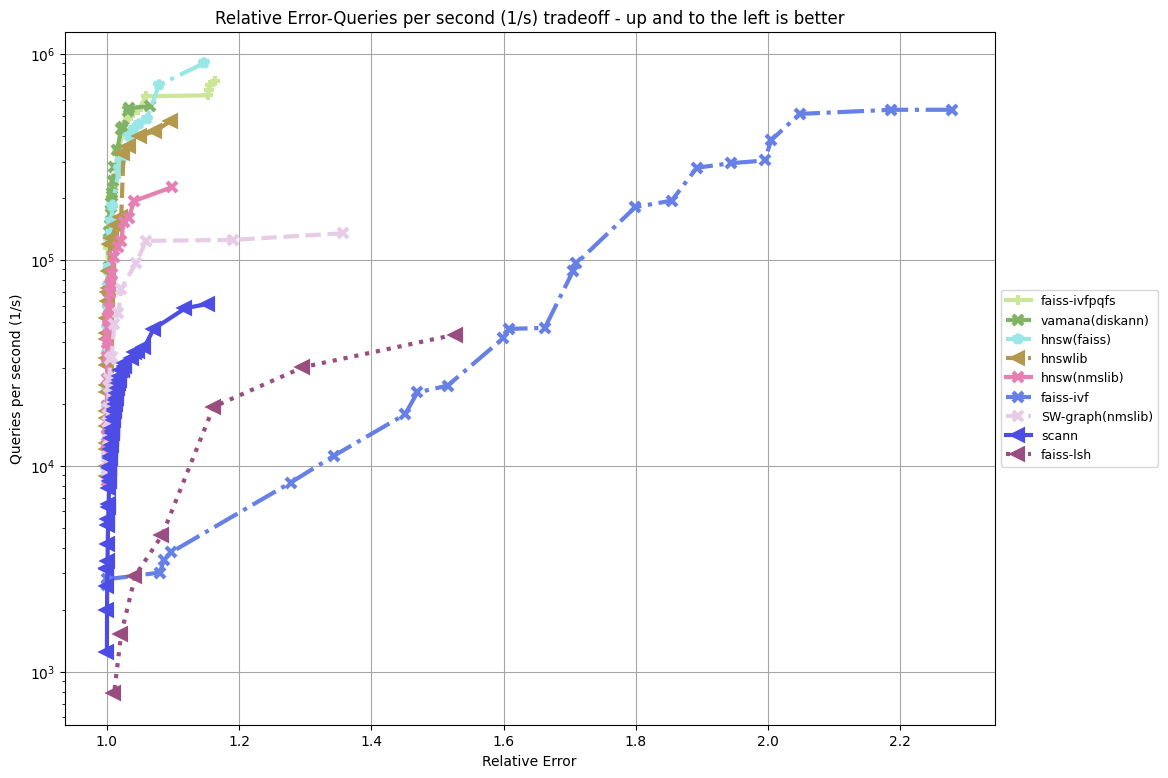 Relative Error-Queries per second (1/s) tradeoff - up and to the left is better
Queries per second (1/s)
10^6
10^5
10^4
10^3
1.0 1.2 1.4 1.6 1.8 2.0 2.2
Relative Error
faiss-ivfpqfs
vamana(diskann)
hnsw(faiss)
hnswlib
hnsw(nmslib)
faiss-ivf
SW-graph(nmslib)
scann
faiss-lsh